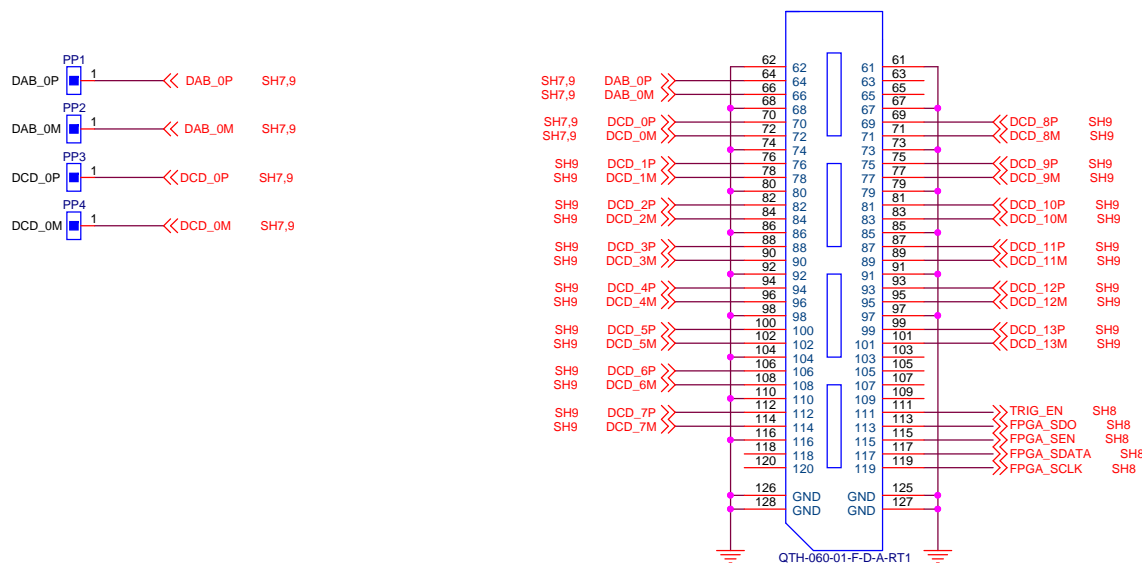 PP1
DAB_0P 1 DAB_0P SH7,9
PP2
DAB_0M 1 DAB_0M SH7,9
PP3
DCD_0P 1 DCD_0P SH7,9
PP4
DCD_0M 1 DCD_0M SH7,9
62 62 61 61
SH7,9 DAB_0P 64 64 63 63
SH7,9 DAB_0M 66 66 65 65
68 68 67 67
SH7,9 DCD_0P 70 70 69 69 DCD_8P SH9
SH7,9 DCD_0M 72 72 71 71 DCD_8M SH9
74 74 73 73
SH9 DCD_1P 76 76 75 75 DCD_9P SH9
SH9 DCD_1M 78 78 77 77 DCD_9M SH9
80 80 79 79
SH9 DCD_2P 82 82 81 81 DCD_10P SH9
SH9 DCD_2M 84 84 83 83 DCD_10M SH9
86 86 85 85
SH9 DCD_3P 88 88 87 87 DCD_11P SH9
SH9 DCD_3M 90 90 89 89 DCD_11M SH9
92 92 91 91
SH9 DCD_4P 94 94 93 93 DCD_12P SH9
SH9 DCD_4M 96 96 95 95 DCD_12M SH9
98 98 97 97
SH9 DCD_5P 100 100 99 99 DCD_13P SH9
SH9 DCD_5M 102 102 101 101 DCD_13M SH9
104 104 103 103
SH9 DCD_6P 106 106 105 105
SH9 DCD_6M 108 108 107 107
110 110 109 109
SH9 DCD_7P 112 112 111 111 TRIG_EN SH8
SH9 DCD_7M 114 114 113 113 FPGA_SDO SH8
116 116 115 115 FPGA_SEN SH8
118 118 117 117 FPGA_SDATA SH8
120 120 119 119 FPGA_SCLK SH8
126 GND GND 125
128 GND GND 127
QTH-060-01-F-D-A-RT1